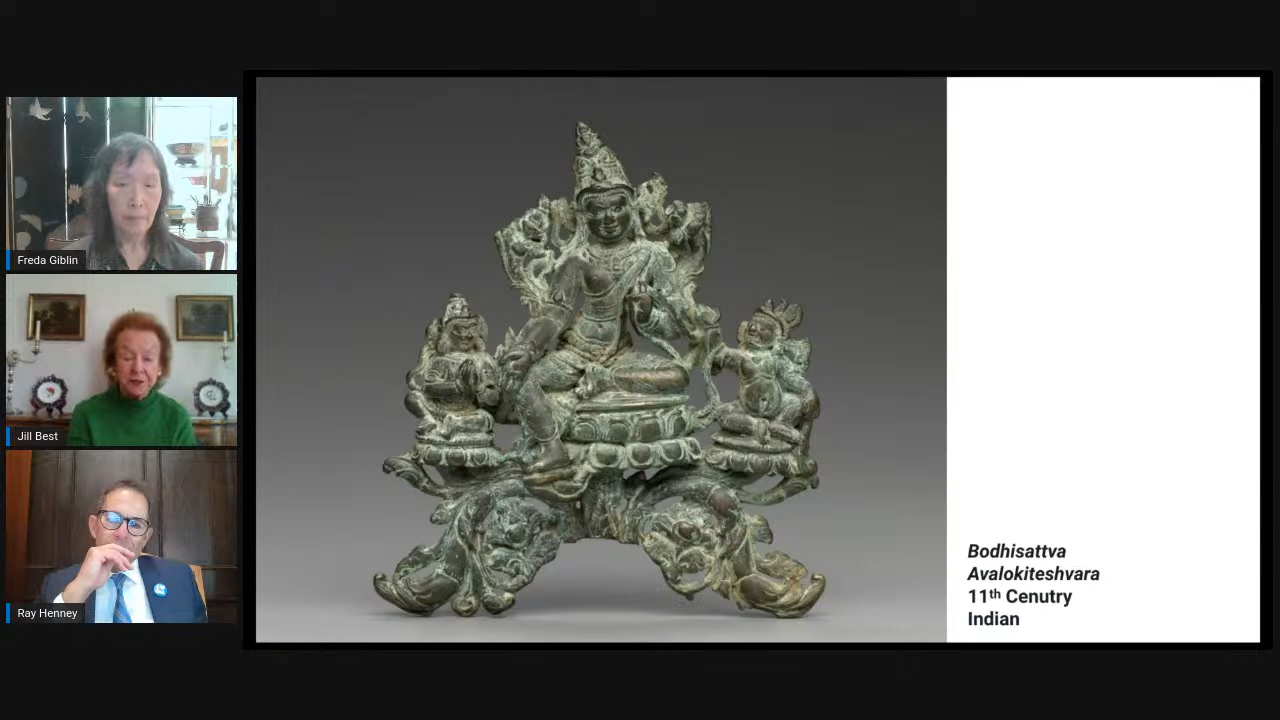 Freda Giblin
Jill Best
Ray Henney
Bodhisattva
Avalokiteshvara
11th Cenutry
Indian